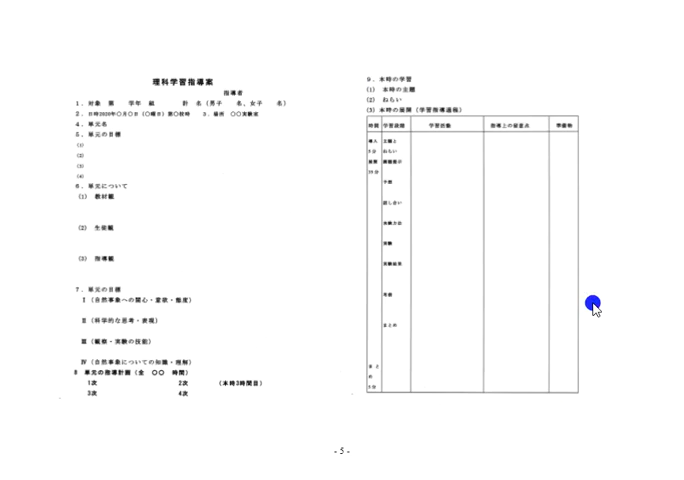 理科学習指導案
指導者
1．対象 第 学年 組 計 名（男子 名，女子 名）
2．日時2020年〇月〇日（〇曜日）第〇校時 3．場所 〇〇実験室
4．単元名
5．単元の目標
(1)
(2)
(3)
(4)
6．単元について
(1) 教材観
(2) 生徒観
(3) 指導観
7．単元の目標
Ⅰ（自然事象への関心・意欲・態度）
Ⅱ（科学的な思考・表現）
Ⅲ（観察・実験の技能）
Ⅳ（自然事象についての知識・理解）
8 単元の指導計画（全 〇〇 時間）
1次 2次 （本時3時間目）
3次 4次
9．本時の学習
(1) 本時の主題
(2) ねらい
(3) 本時の展開（学習指導過程）
時間 学習段階 学習活動 指導上の留意点 準備物
導入 主題と
5分 ねらい
展開 課題提示
予想
話し合い
実験方法
実験
実験結果
考察
まとめ
まと
め
5分
- 5 -